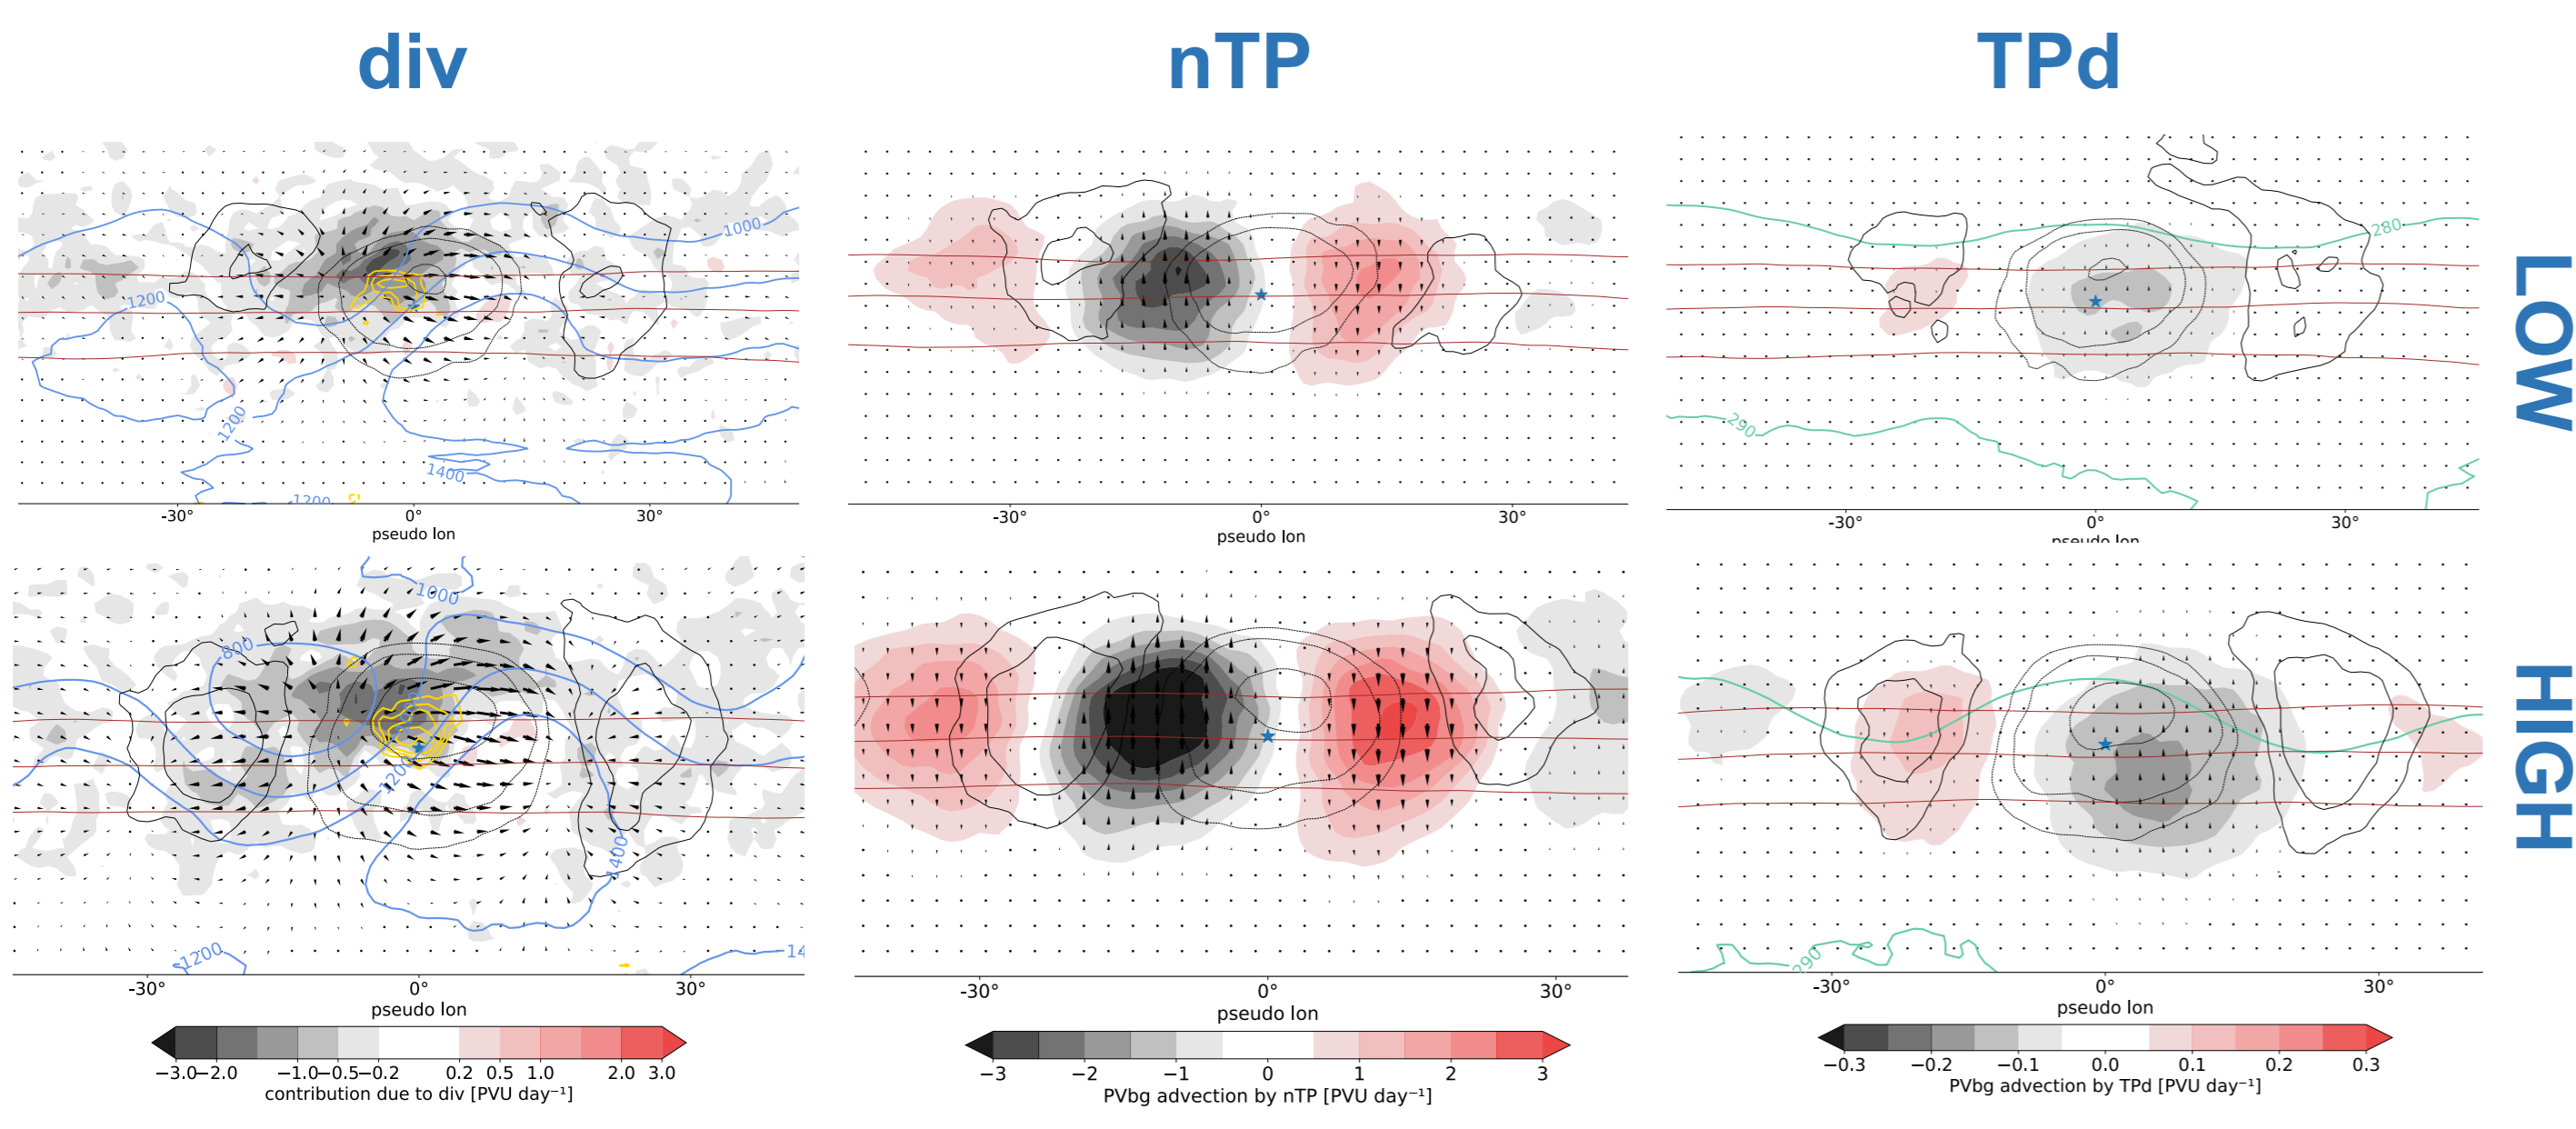 div
nTP
TPd
LOW
1000
1200
1200
1400
1200
-30°
0°
30°
pseudo lon
-30°
0°
30°
pseudo lon
280
290
-30°
0°
30°
pseudo lon
HIGH
1000
800
1200
1400
1200
14
-30°
0°
30°
pseudo lon
-30°
0°
30°
pseudo lon
290
-30°
0°
30°
pseudo lon
−3.0 −2.0 −1.0 −0.5 −0.2 0.2 0.5 1.0 2.0 3.0
contribution due to div [PVU day⁻¹]
−3 −2 −1 0 1 2 3
PVbg advection by nTP [PVU day⁻¹]
−0.3 −0.2 −0.1 0.0 0.1 0.2 0.3
PVbg advection by TPd [PVU day⁻¹]